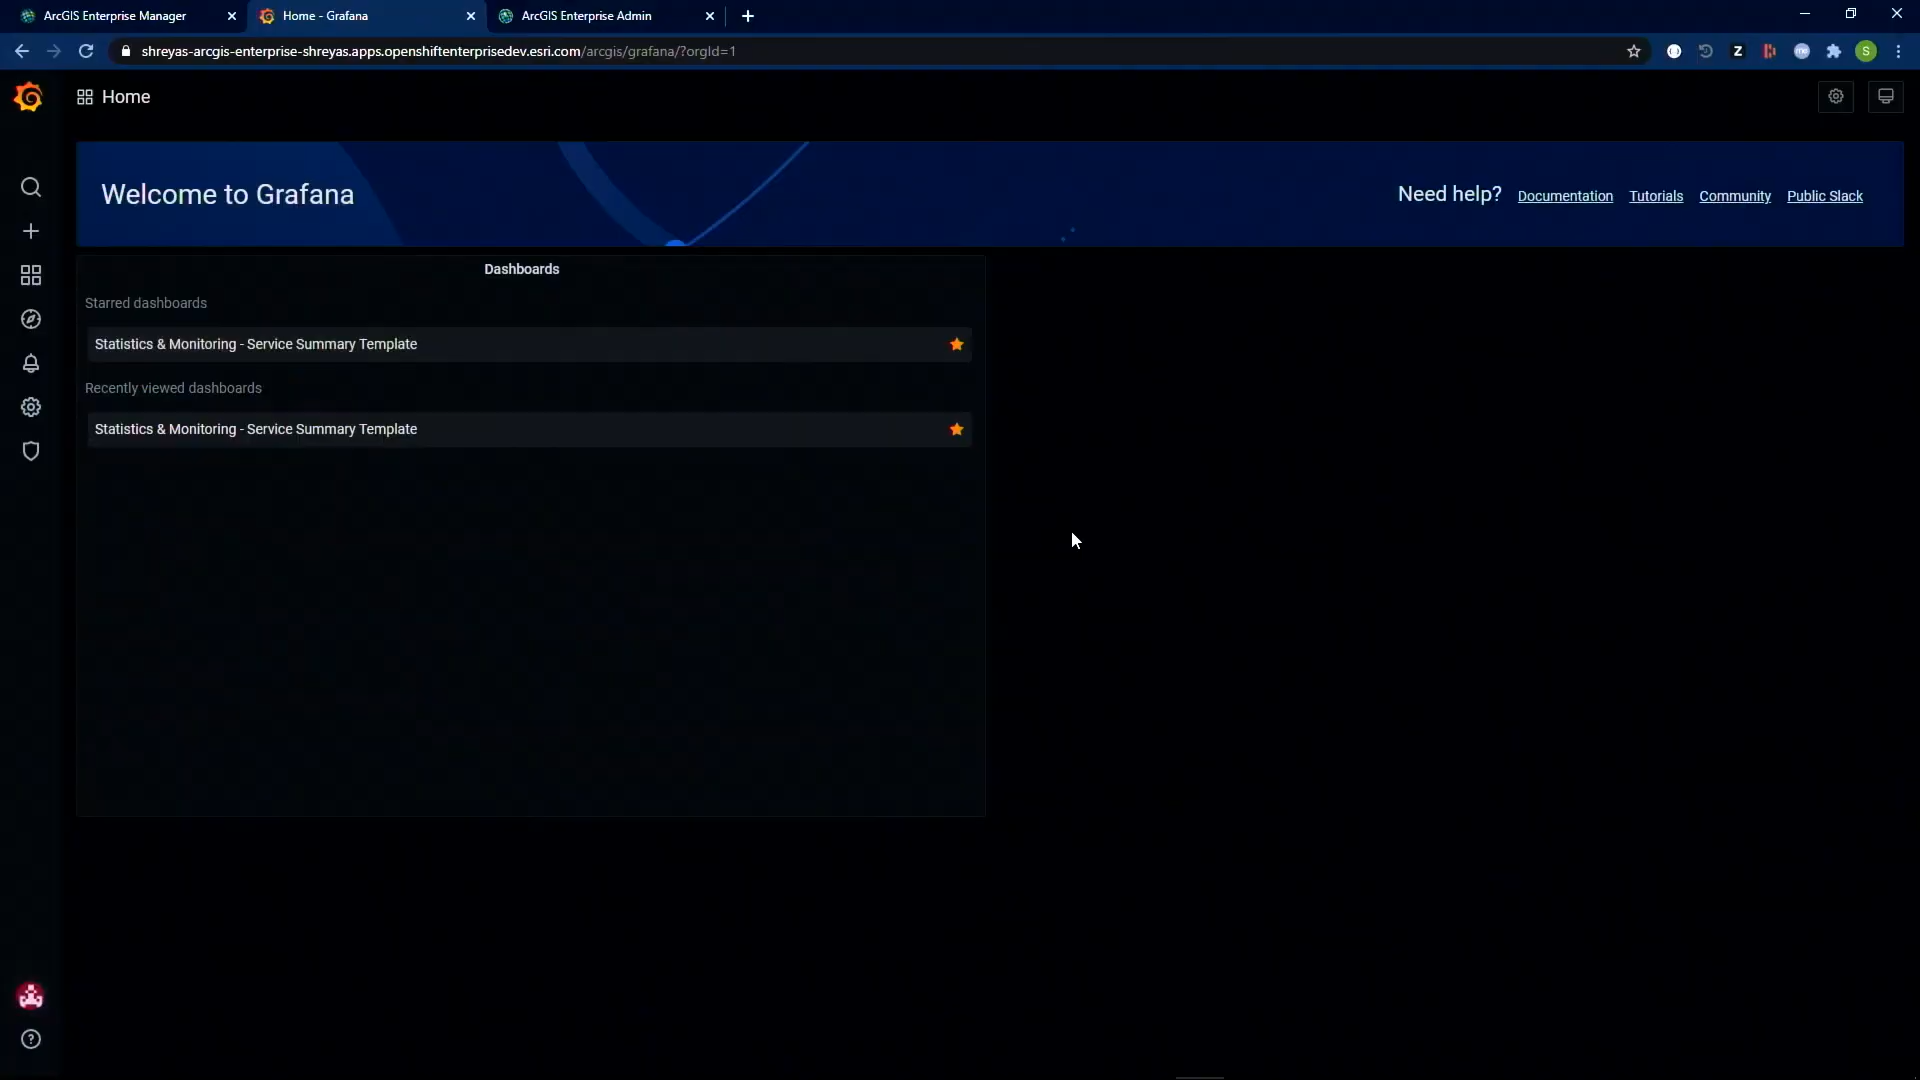 ArcGIS Enterprise Manager
Home - Grafana
ArcGIS Enterprise Admin
shreyas-arcgis-enterprise-shreyas.apps.openshiftenterprisedev.esri.com/arcgis/grafana/?orgId=1
Z
S
Home
Welcome to Grafana
Need help? Documentation Tutorials Community Public Slack
Dashboards
Starred dashboards
Statistics & Monitoring - Service Summary Template
Recently viewed dashboards
Statistics & Monitoring - Service Summary Template